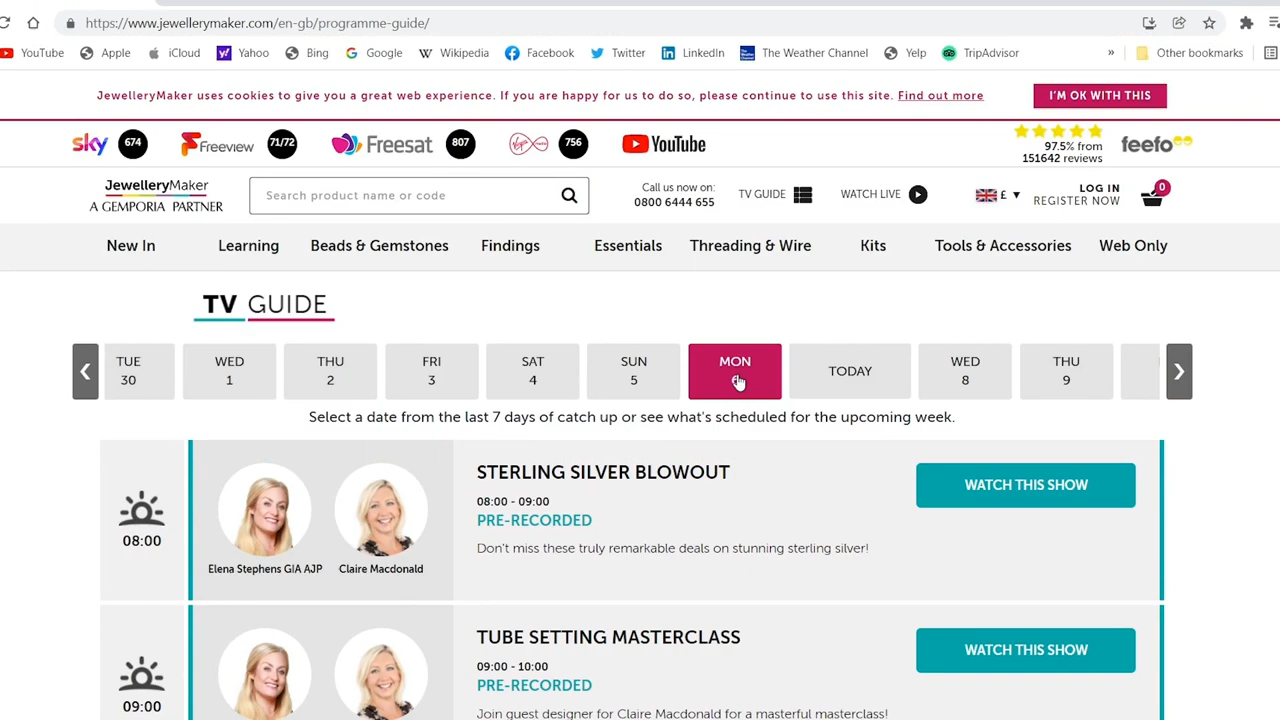 https://www.jewellerymaker.com/en-gb/programme-guide/
YouTube Apple iCloud Yahoo Bing Google Wikipedia Facebook Twitter LinkedIn The Weather Channel Yelp TripAdvisor » Other bookmarks
JewelleryMaker uses cookies to give you a great web experience. If you are happy for us to do so, please continue to use this site. Find out more
I'M OK WITH THIS
sky 674 Freeview 71/72 Freesat 807 Virgin 756 YouTube
97.5% from
151642 reviews
feefo
JewelleryMaker
A GEMPORIA PARTNER
Search product name or code
Call us now on:
0800 6444 655
TV GUIDE
WATCH LIVE
£ ▼
LOG IN
REGISTER NOW
0
New In Learning Beads & Gemstones Findings Essentials Threading & Wire Kits Tools & Accessories Web Only
TV GUIDE
TUE
30
WED
1
THU
2
FRI
3
SAT
4
SUN
5
MON
TODAY
WED
8
THU
9
Select a date from the last 7 days of catch up or see what's scheduled for the upcoming week.
08:00
Elena Stephens GIA AJP
Claire Macdonald
STERLING SILVER BLOWOUT
08:00 - 09:00
PRE-RECORDED
Don't miss these truly remarkable deals on stunning sterling silver!
WATCH THIS SHOW
09:00
TUBE SETTING MASTERCLASS
09:00 - 10:00
PRE-RECORDED
Join guest designer for Claire Macdonald for a masterful masterclass!
WATCH THIS SHOW